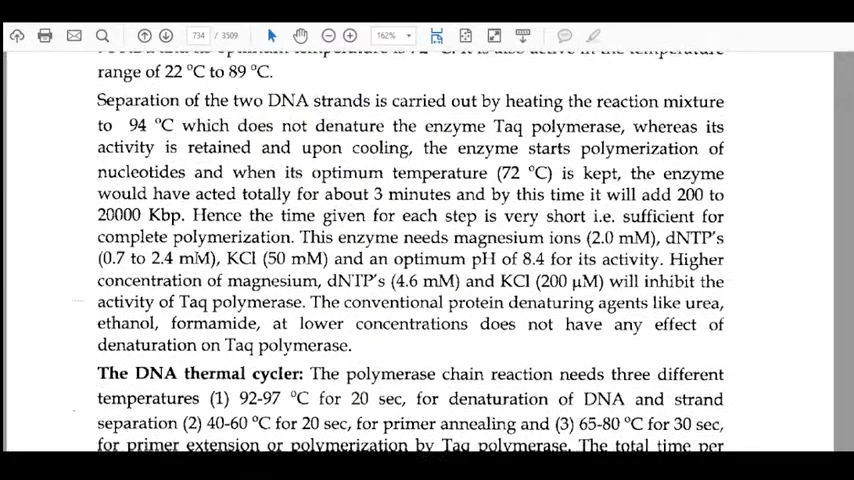 734 / 3509
162%
range of 22 °C to 89 °C.
Separation of the two DNA strands is carried out by heating the reaction mixture
to 94 °C which does not denature the enzyme Taq polymerase, whereas its
activity is retained and upon cooling, the enzyme starts polymerization of
nucleotides and when its optimum temperature (72 °C) is kept, the enzyme
would have acted totally for about 3 minutes and by this time it will add 200 to
20000 Kbp. Hence the time given for each step is very short i.e. sufficient for
complete polymerization. This enzyme needs magnesium ions (2.0 mM), dNTP's
(0.7 to 2.4 mM), KCl (50 mM) and an optimum pH of 8.4 for its activity. Higher
concentration of magnesium, dNTP's (4.6 mM) and KCl (200 µM) will inhibit the
activity of Taq polymerase. The conventional protein denaturing agents like urea,
ethanol, formamide, at lower concentrations does not have any effect of
denaturation on Taq polymerase.
The DNA thermal cycler: The polymerase chain reaction needs three different
temperatures (1) 92-97 °C for 20 sec, for denaturation of DNA and strand
separation (2) 40-60 °C for 20 sec, for primer annealing and (3) 65-80 °C for 30 sec,
for primer extension or polymerization by Taq polymerase. The total time per